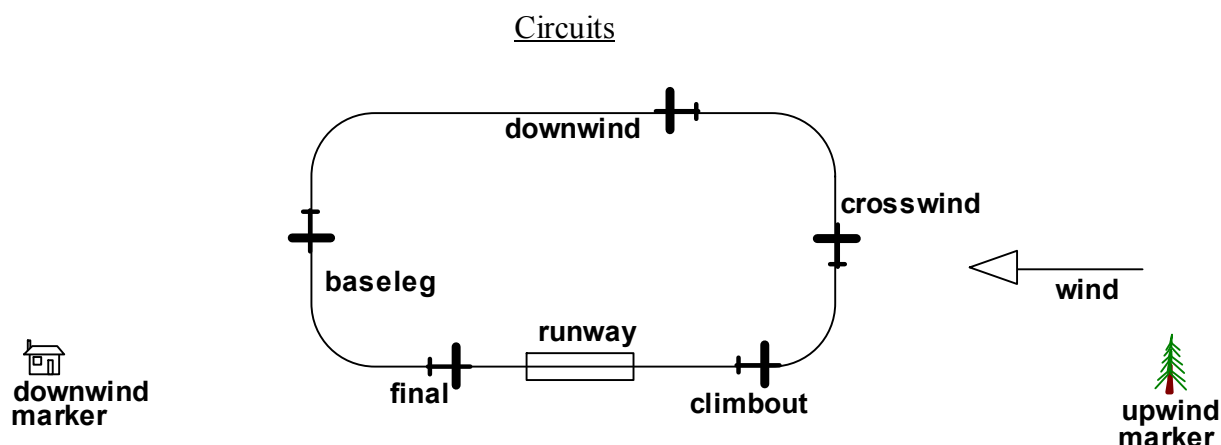 Circuits
downwind
crosswind
baseleg
wind
runway
downwind
marker
final
climbout
upwind
marker